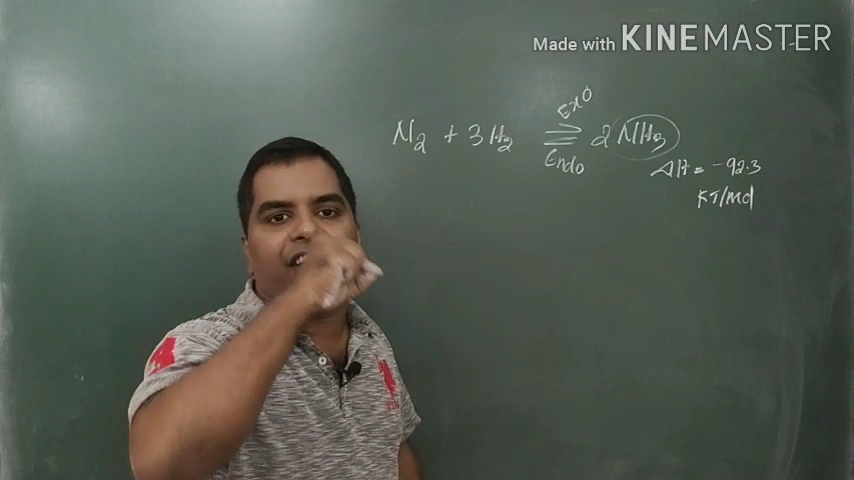 Made with KINEMASTER
Exo
N₂ + 3H₂ ⇌ 2NH₃
Endo
ΔH = -92.3
KJ/mol